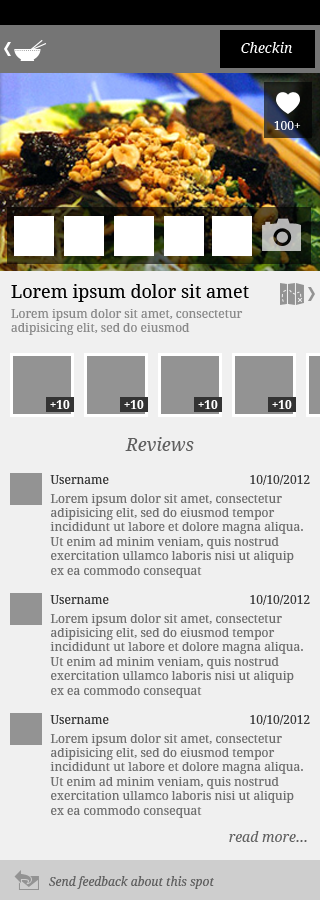 Checkin
100+
Lorem ipsum dolor sit amet
Lorem ipsum dolor sit amet, consectetur
adipisicing elit, sed do eiusmod
+10
+10
+10
+10
Reviews
Username 10/10/2012
Lorem ipsum dolor sit amet, consectetur
adipisicing elit, sed do eiusmod tempor
incididunt ut labore et dolore magna aliqua.
Ut enim ad minim veniam, quis nostrud
exercitation ullamco laboris nisi ut aliquip
ex ea commodo consequat
Username 10/10/2012
Lorem ipsum dolor sit amet, consectetur
adipisicing elit, sed do eiusmod tempor
incididunt ut labore et dolore magna aliqua.
Ut enim ad minim veniam, quis nostrud
exercitation ullamco laboris nisi ut aliquip
ex ea commodo consequat
Username 10/10/2012
Lorem ipsum dolor sit amet, consectetur
adipisicing elit, sed do eiusmod tempor
incididunt ut labore et dolore magna aliqua.
Ut enim ad minim veniam, quis nostrud
exercitation ullamco laboris nisi ut aliquip
ex ea commodo consequat
read more...
Send feedback about this spot